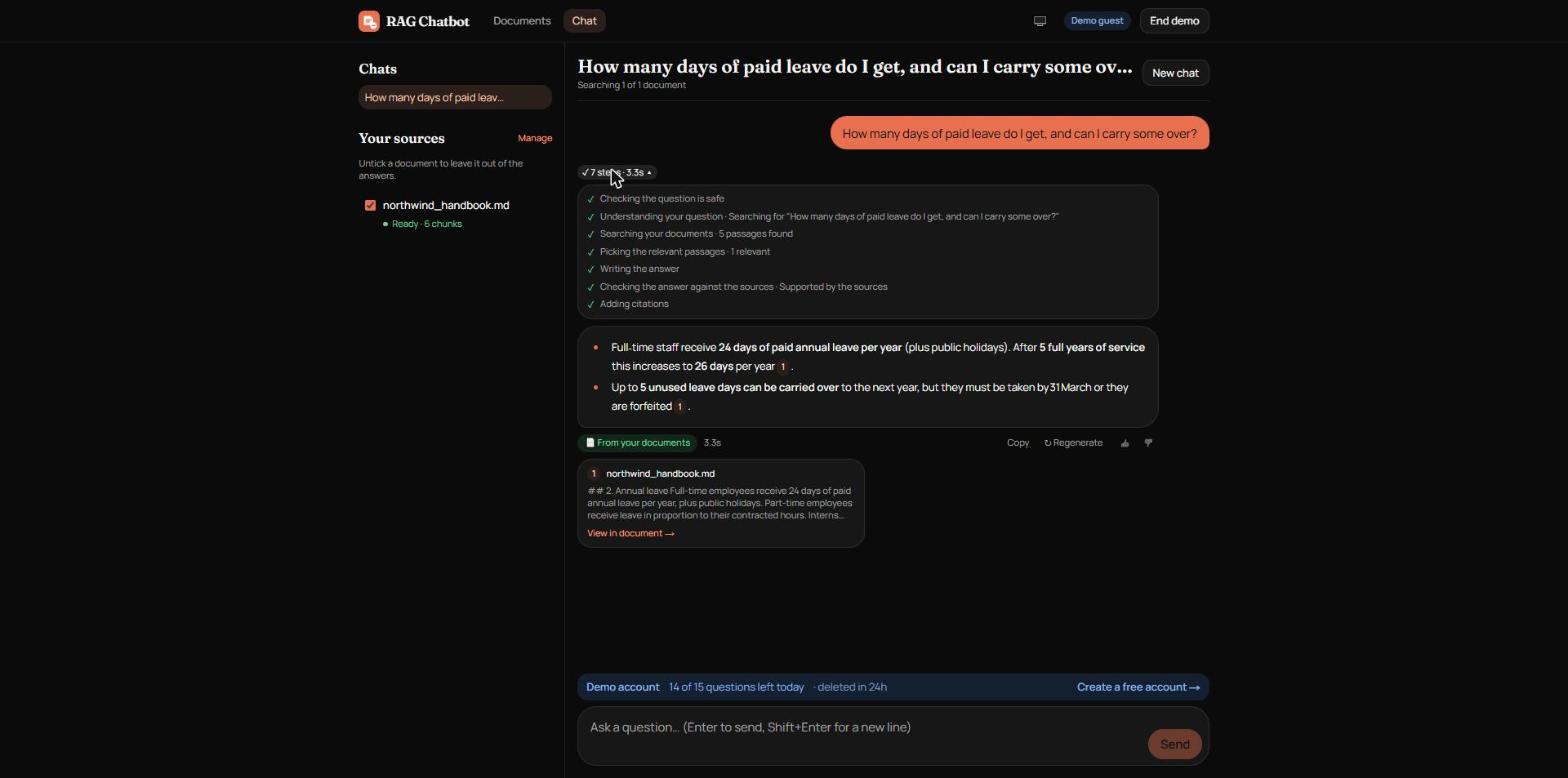 RAG Chatbot
Documents
Chat
Demo guest
End demo
Chats
How many days of paid leav...
Your sources
Manage
Untick a document to leave it out of the
answers.
northwind_handbook.md
Ready · 6 chunks
How many days of paid leave do I get, and can I carry some ov...
Searching 1 of 1 document
New chat
How many days of paid leave do I get, and can I carry some over?
✓ 7 · 3.3s ▲
✓ Checking the question is safe
✓ Understanding your question · Searching for "How many days of paid leave do I get, and can I carry some over?"
✓ Searching your documents · 5 passages found
✓ Picking the relevant passages · 1 relevant
✓ Writing the answer
✓ Checking the answer against the sources · Supported by the sources
✓ Adding citations
• Full-time staff receive 24 days of paid annual leave per year (plus public holidays). After 5 full years of service
this increases to 26 days per year 1 .
• Up to 5 unused leave days can be carried over to the next year, but they must be taken by 31 March or they
are forfeited 1 .
From your documents
3.3s
Copy
↻ Regenerate
1 northwind_handbook.md
## 2. Annual leave Full-time employees receive 24 days of paid
annual leave per year, plus public holidays. Part-time employees
receive leave in proportion to their contracted hours. Interns...
View in document →
Demo account 14 of 15 questions left today · deleted in 24h
Create a free account →
Ask a question... (Enter to send, Shift+Enter for a new line)
Send